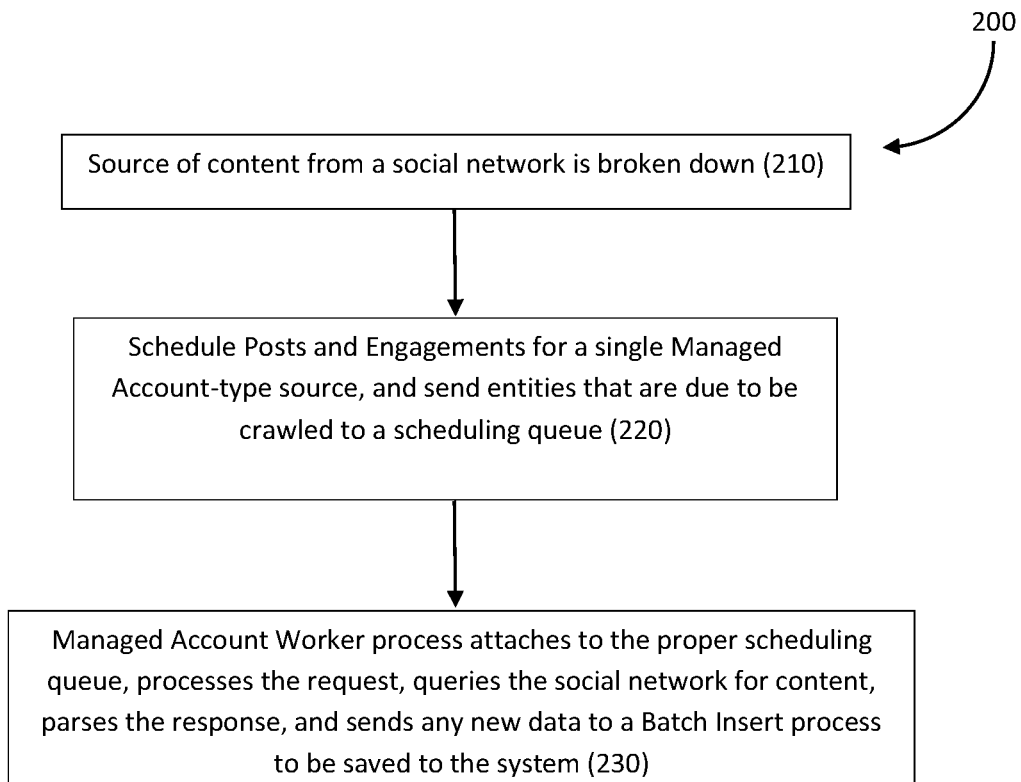 200
Source of content from a social network is broken down (210)
Schedule Posts and Engagements for a single Managed
Account-type source, and send entities that are due to be
crawled to a scheduling queue (220)
Managed Account Worker process attaches to the proper scheduling
queue, processes the request, queries the social network for content,
parses the response, and sends any new data to a Batch Insert process
to be saved to the system (230)